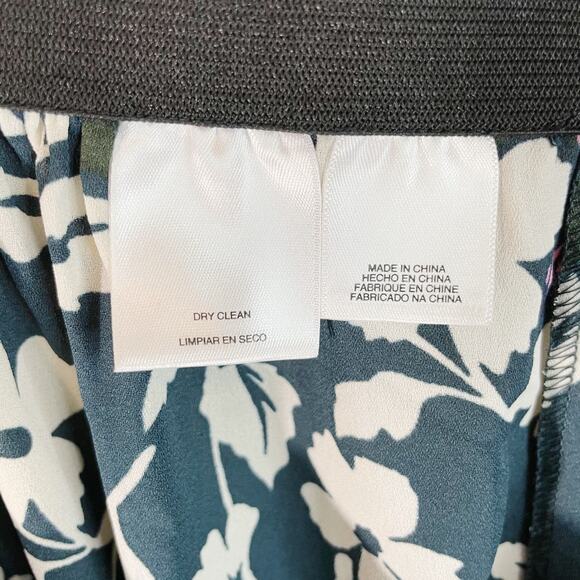 DRY CLEAN
LIMPIAR EN SECO
MADE IN CHINA
HECHO EN CHINA
FABRIQUE EN CHINE
FABRICADO NA CHINA